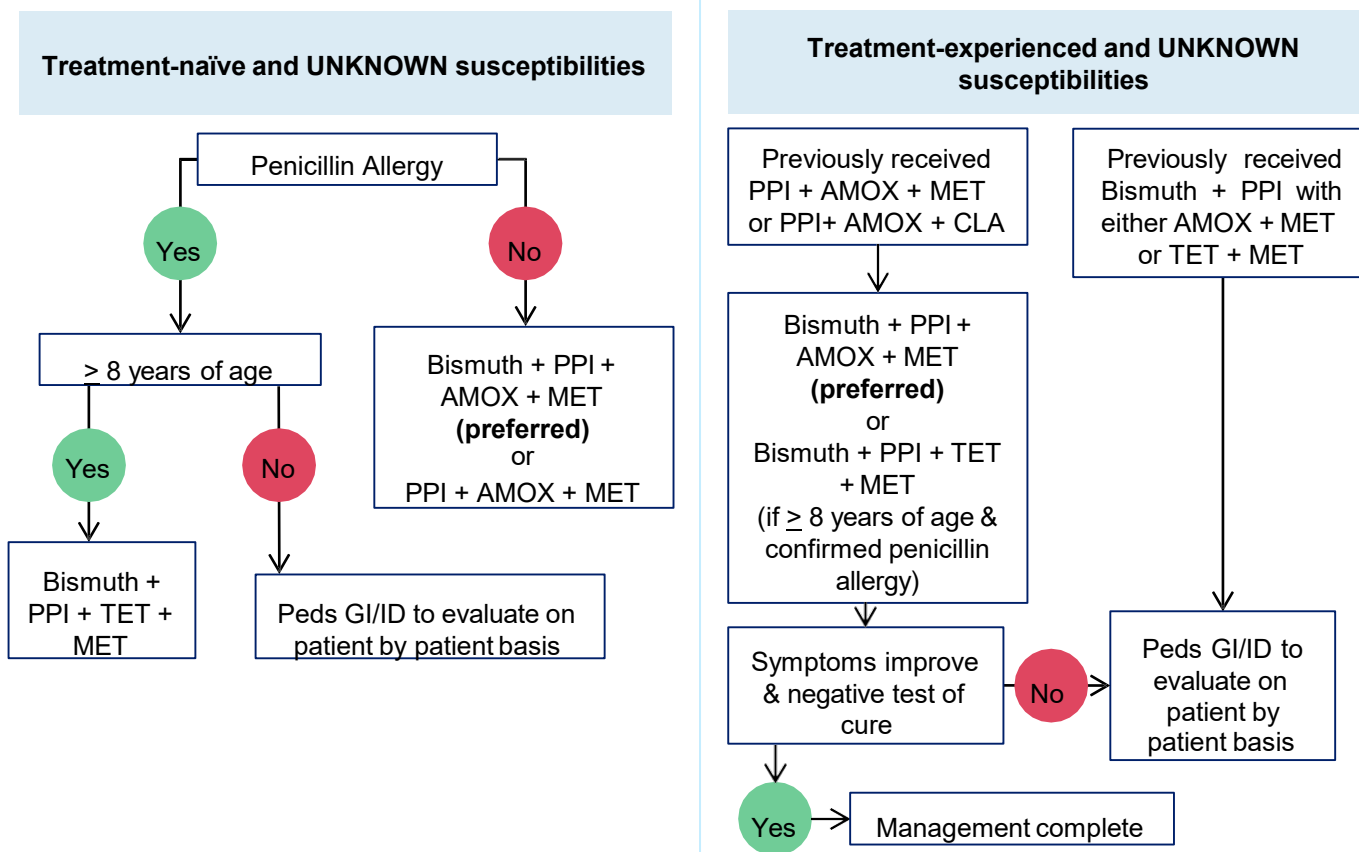 Treatment-naïve and UNKNOWN susceptibilities
Penicillin Allergy
Yes
No
≥ 8 years of age
Yes
No
Bismuth + PPI +
AMOX + MET
(preferred)
or
PPI + AMOX + MET
Bismuth +
PPI + TET +
MET
Peds GI/ID to evaluate on
patient by patient basis
Treatment-experienced and UNKNOWN
susceptibilities
Previously received
PPI + AMOX + MET
or PPI+ AMOX + CLA
Previously received
Bismuth + PPI with
either AMOX + MET
or TET + MET
Bismuth + PPI +
AMOX + MET
(preferred)
or
Bismuth + PPI + TET
+ MET
(if ≥ 8 years of age &
confirmed penicillin
allergy)
Symptoms improve
& negative test of
cure
No
Peds GI/ID to
evaluate on
patient by
patient basis
Yes
Management complete